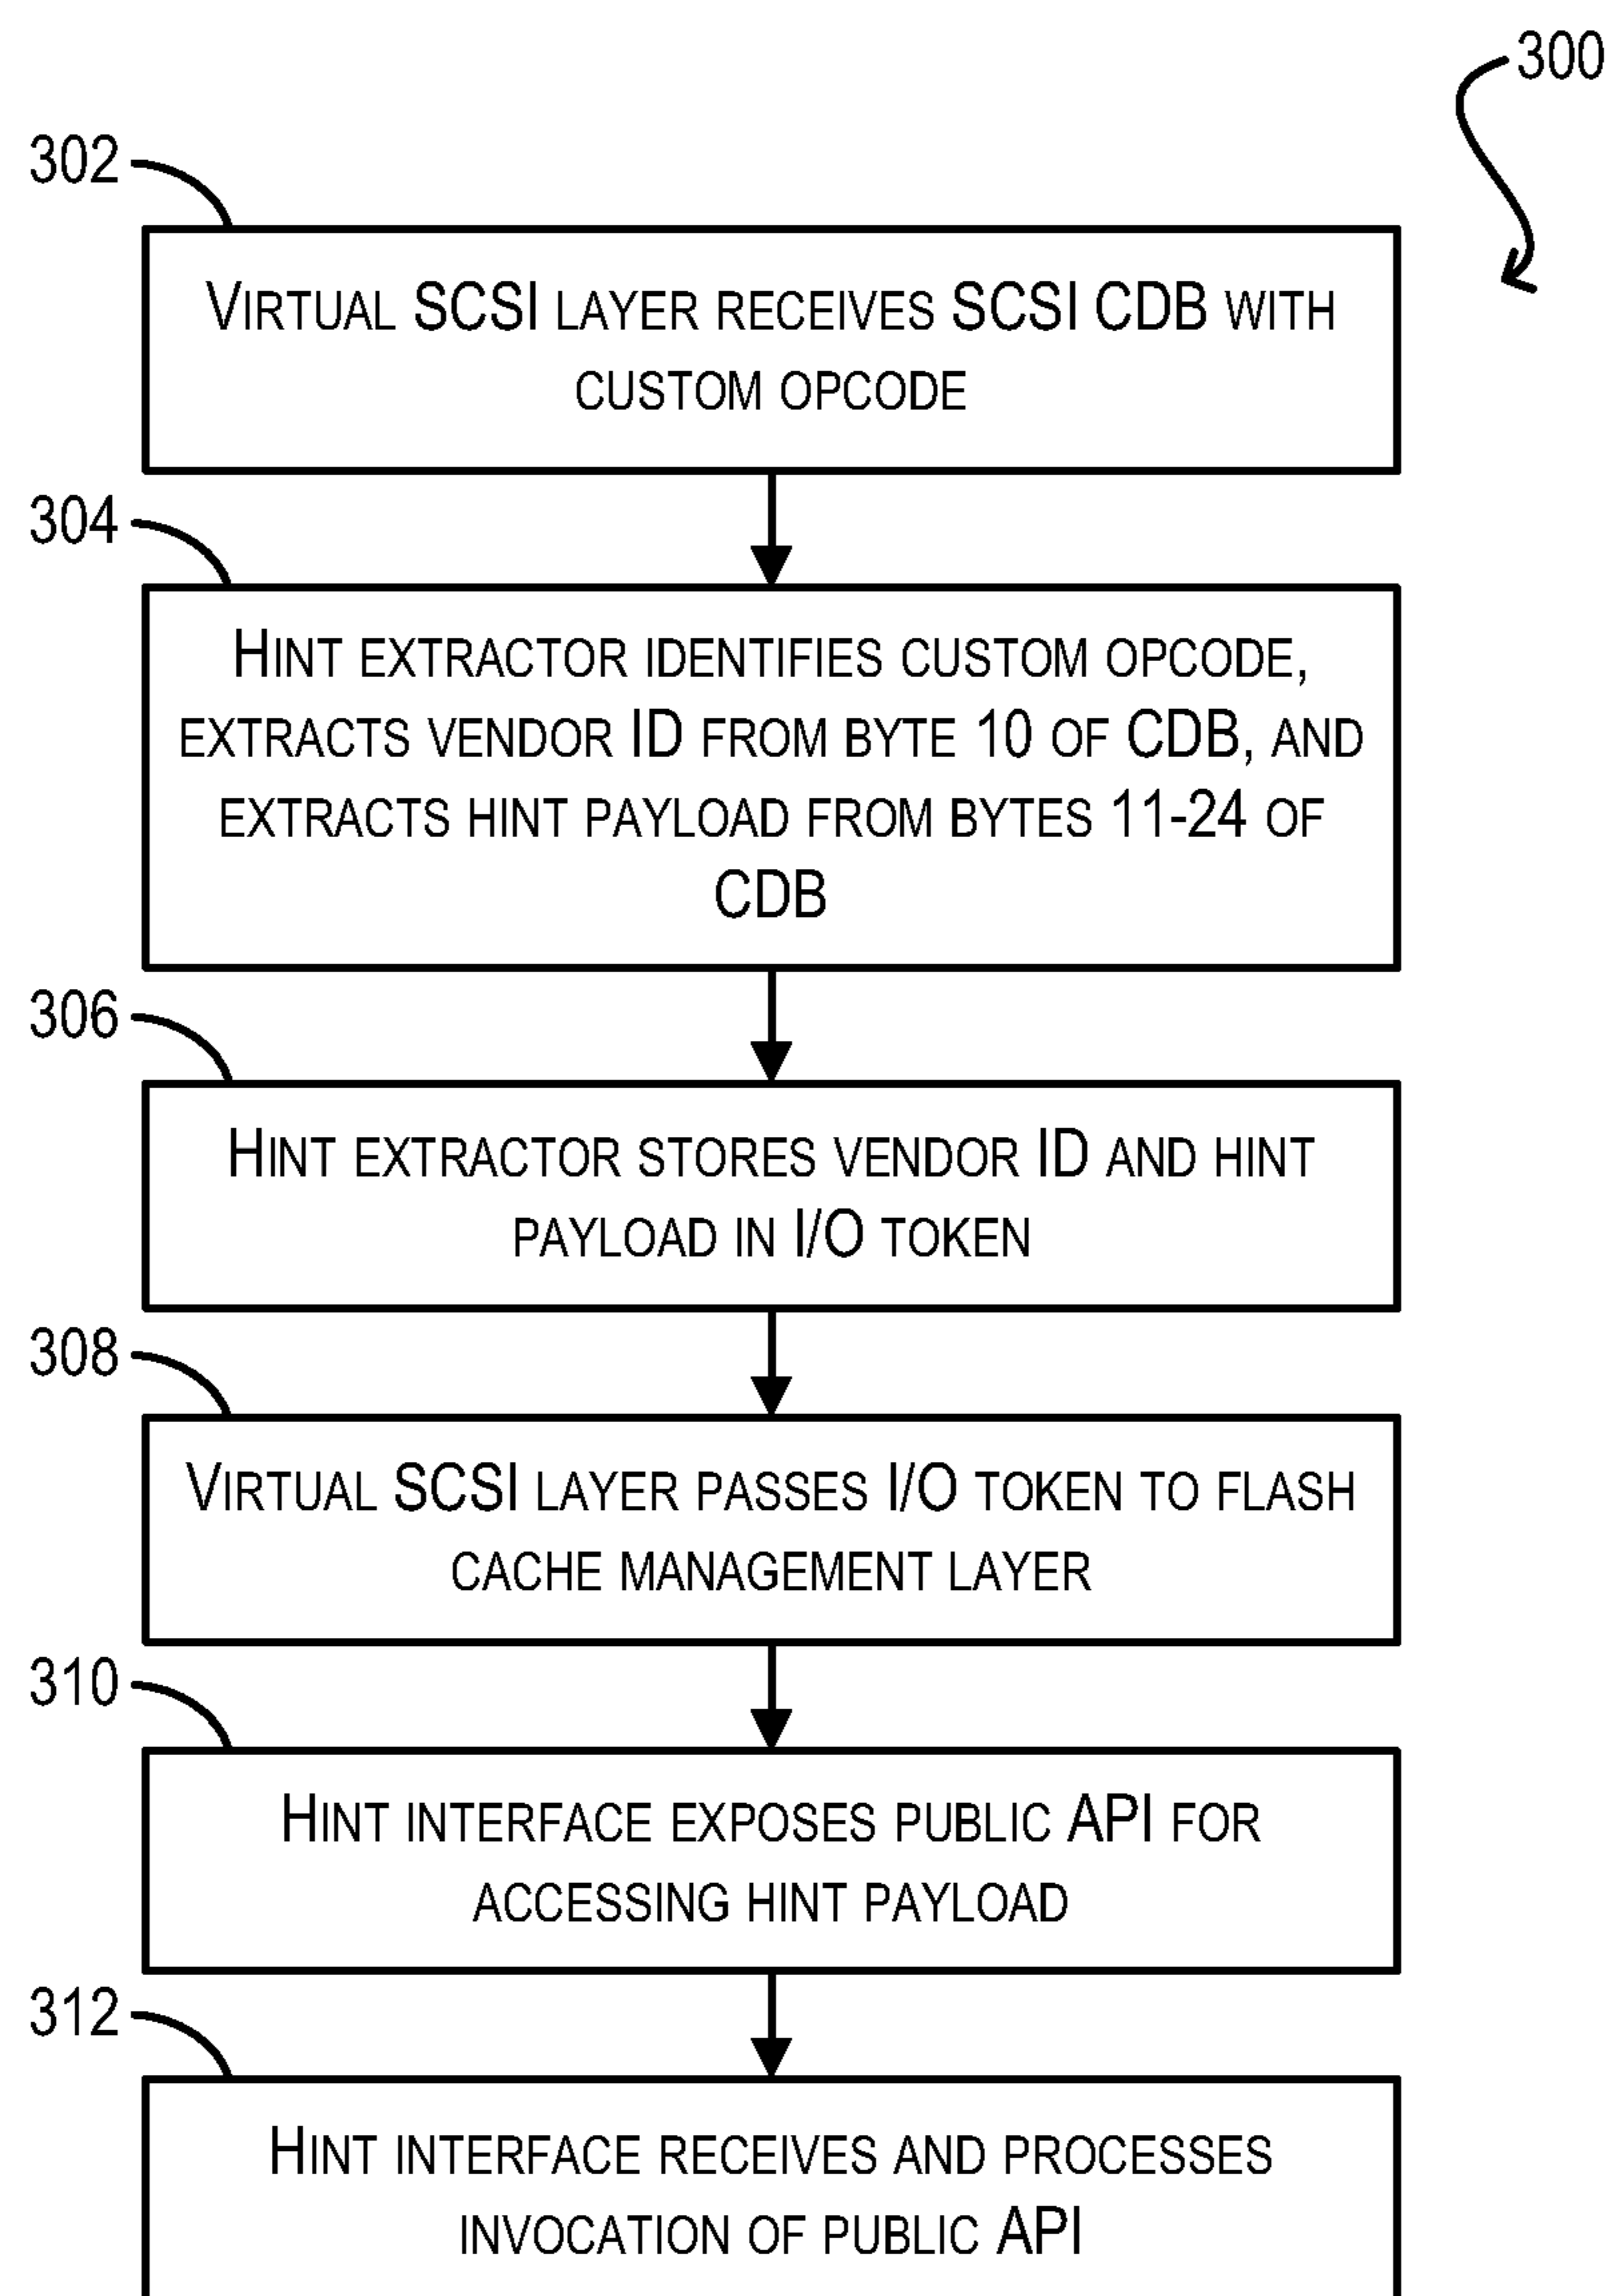 300
302
Virtual SCSI layer receives SCSI CDB with
custom opcode
304
Hint extractor identifies custom opcode,
extracts vendor ID from byte 10 of CDB, and
extracts hint payload from bytes 11-24 of
CDB
306
Hint extractor stores vendor ID and hint
payload in I/O token
308
Virtual SCSI layer passes I/O token to flash
cache management layer
310
Hint interface exposes public API for
accessing hint payload
312
Hint interface receives and processes
invocation of public API